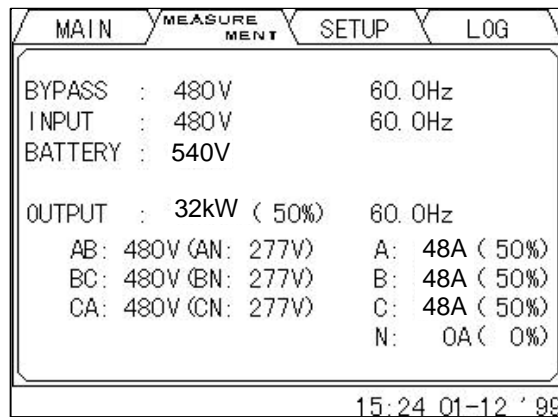 MAIN MEASUREMENT SETUP LOG
BYPASS : 480V 60.0Hz
INPUT : 480V 60.0Hz
BATTERY : 540V
OUTPUT : 32kW ( 50%) 60.0Hz
AB: 480V (AN: 277V) A: 48A ( 50%)
BC: 480V (BN: 277V) B: 48A ( 50%)
CA: 480V (CN: 277V) C: 48A ( 50%)
N: 0A ( 0%)
15:24 01-12 '99